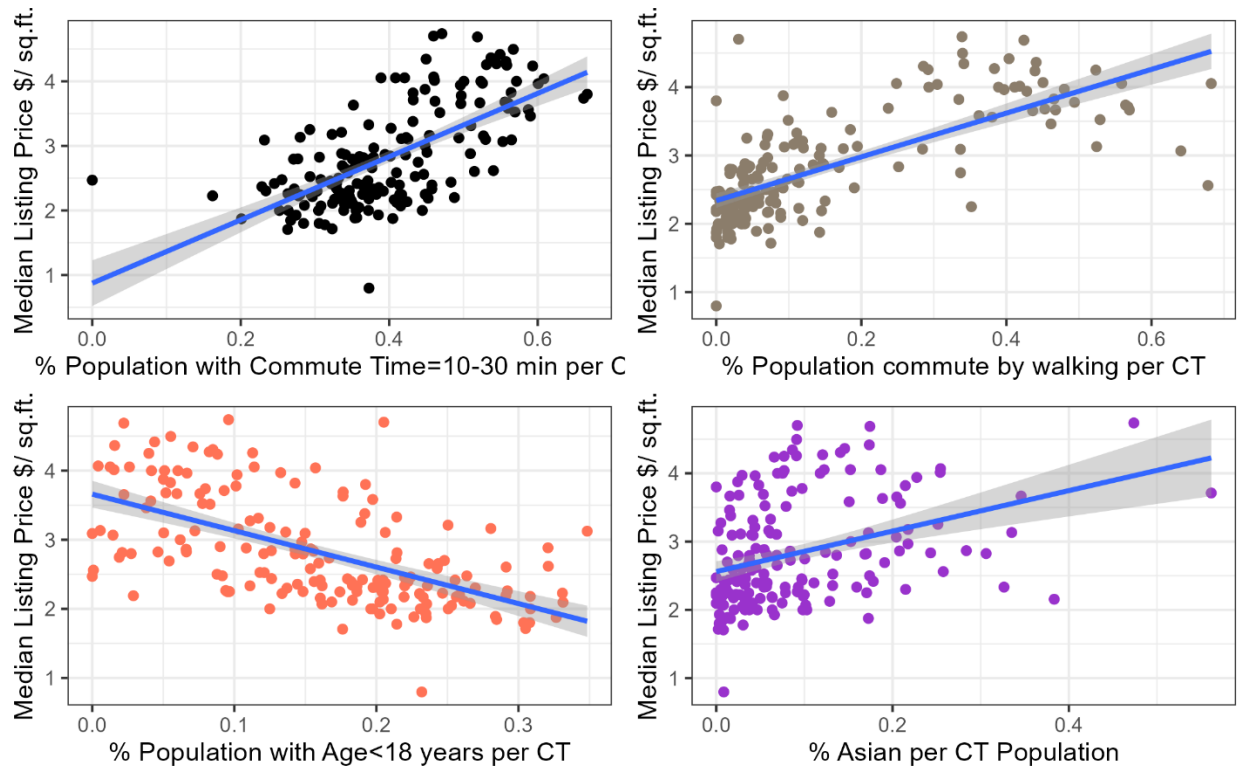 Median Listing Price $/ sq.ft.
4
3
2
1
0.0 0.2 0.4 0.6
% Population with Commute Time=10-30 min per C
Median Listing Price $/ sq.ft.
4
3
2
1
0.0 0.2 0.4 0.6
% Population commute by walking per CT
Median Listing Price $/ sq.ft.
4
3
2
1
0.0 0.1 0.2 0.3
% Population with Age<18 years per CT
Median Listing Price $/ sq.ft.
4
3
2
1
0.0 0.2 0.4
% Asian per CT Population